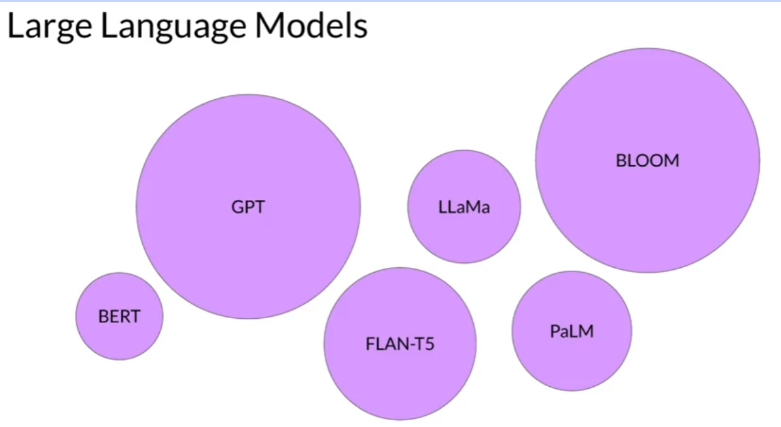 Large Language Models
BLOOM
GPT
LLaMa
BERT
FLAN-T5
PaLM